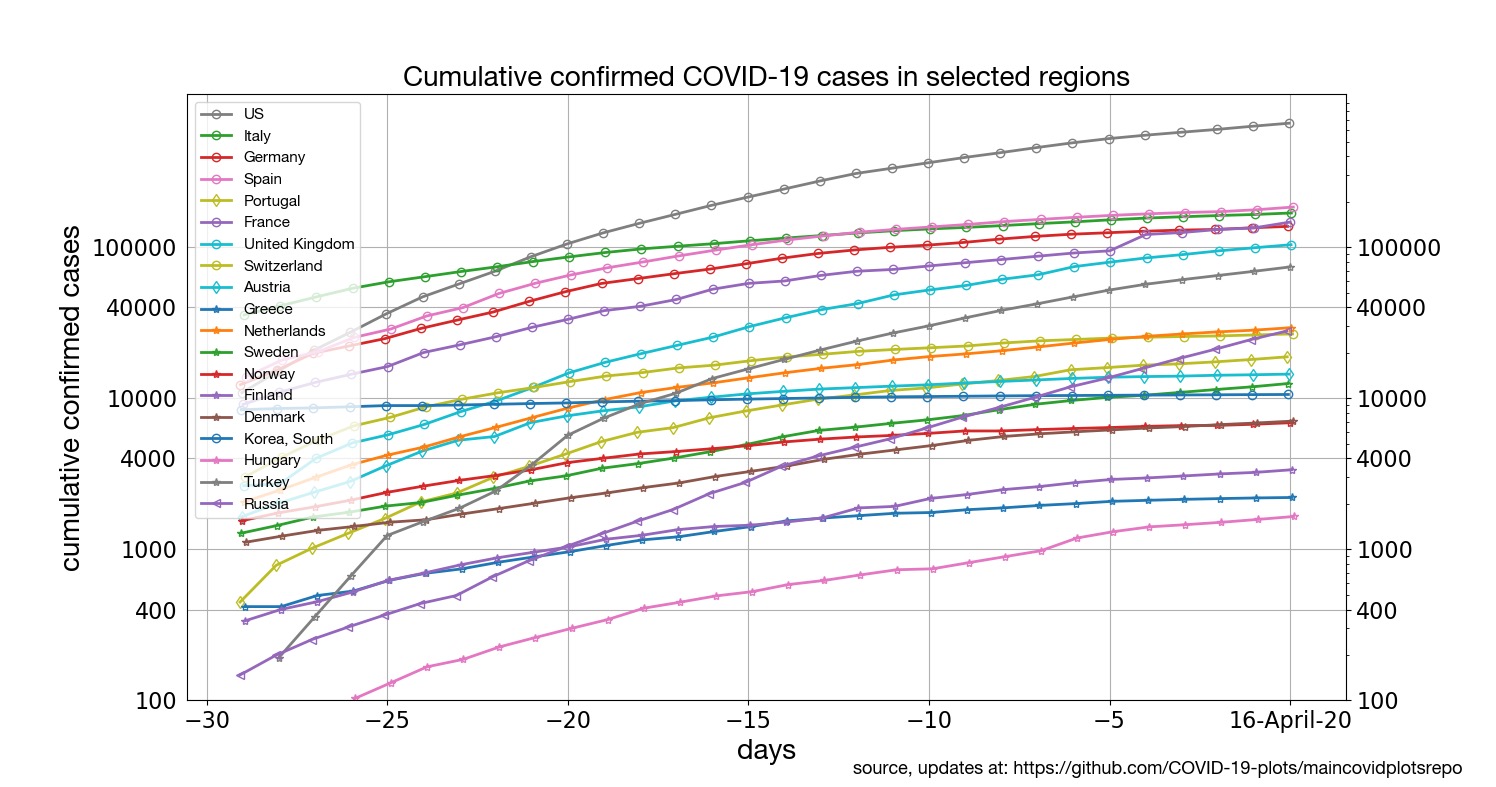 Cumulative confirmed COVID-19 cases in selected regions
US
Italy
Germany
Spain
Portugal
France
United Kingdom
Switzerland
Austria
Greece
Netherlands
Sweden
Norway
Finland
Denmark
Korea, South
Hungary
Turkey
Russia
cumulative confirmed cases
100000
40000
10000
4000
1000
400
100
100000
40000
10000
4000
1000
400
100
−30
−25
−20
−15
−10
−5
16-April-20
days
source, updates at: https://github.com/COVID-19-plots/maincovidplotsrepo